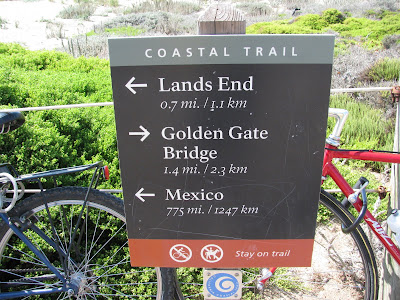 COASTAL TRAIL
Lands End
0.7 mi. / 1.1 km
Golden Gate
Bridge
1.4 mi. / 2.3 km
Mexico
775 mi. / 1247 km
Stay on trail